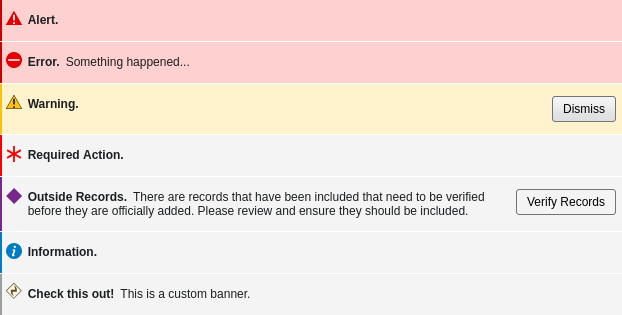 Alert.
Error. Something happened...
Warning.
Dismiss
Required Action.
Outside Records. There are records that have been included that need to be verified
before they are officially added. Please review and ensure they should be included.
Verify Records
Information.
Check this out! This is a custom banner.